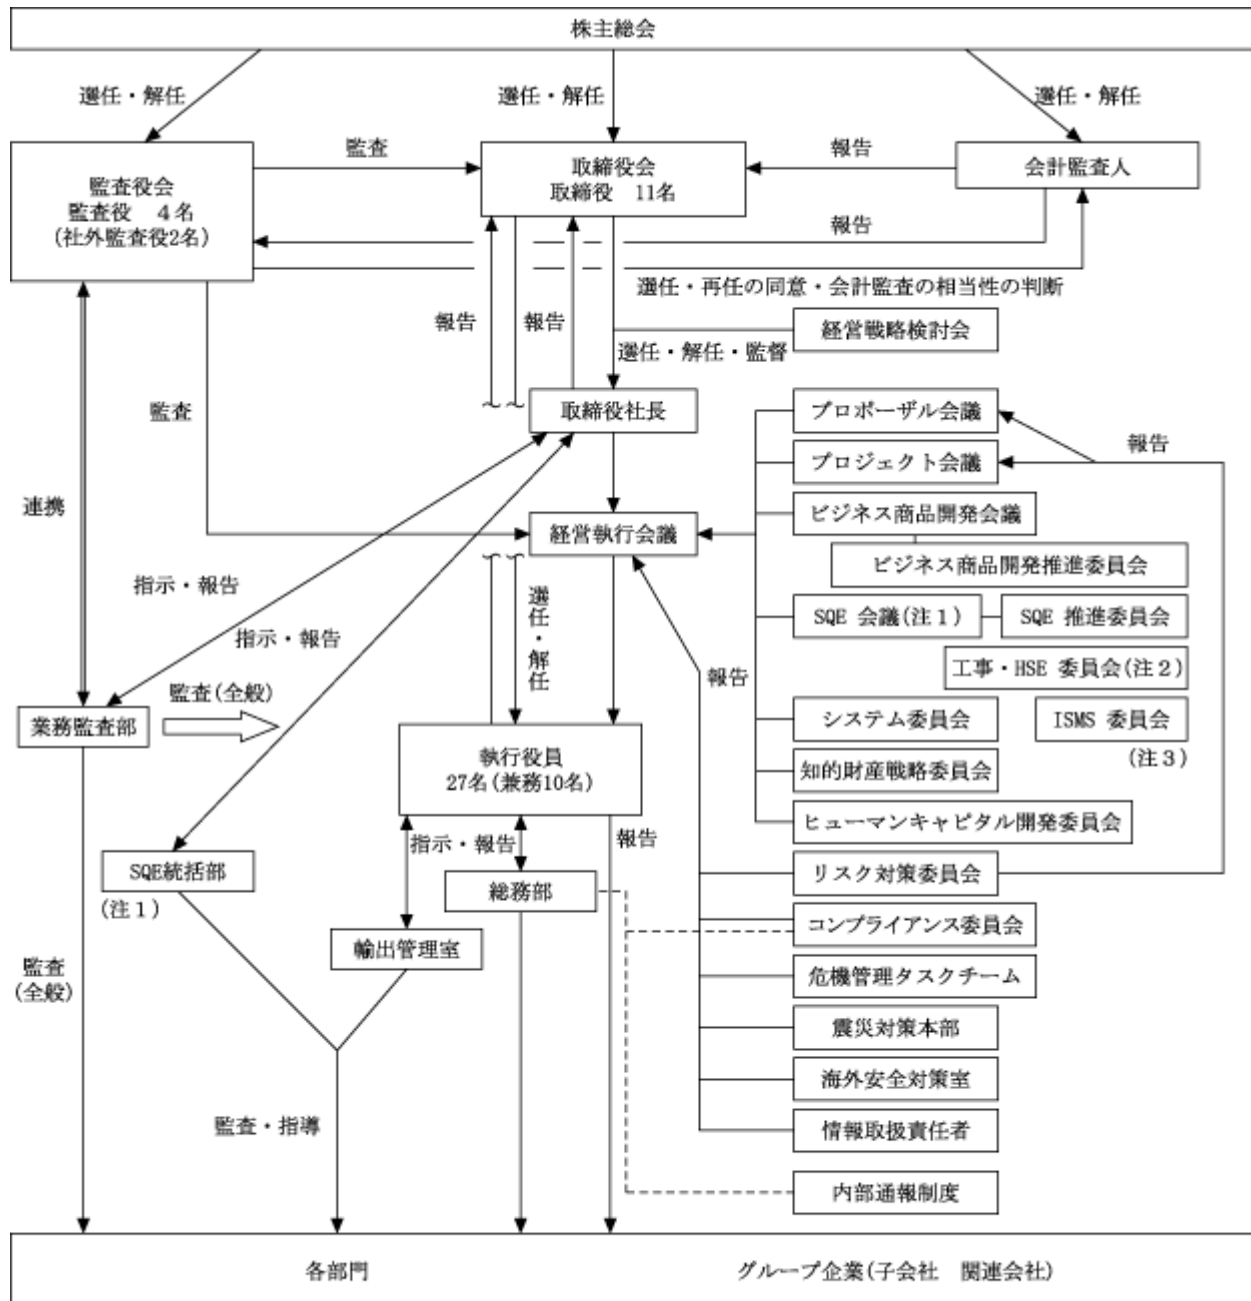 株主総会
選任・解任
選任・解任
選任・解任
監査役会
監査役 4名
(社外監査役2名)
監査
取締役会
取締役 11名
報告
会計監査人
報告
選任・再任の同意・会計監査の相当性の判断
報告
報告
経営戦略検討会
選任・解任・監督
監査
取締役社長
プロポーザル会議
報告
プロジェクト会議
連携
ビジネス商品開発会議
経営執行会議
ビジネス商品開発推進委員会
指示・報告
選任・解任
SQE 会議(注1)
SQE 推進委員会
指示・報告
工事・HSE 委員会(注2)
報告
監査(全般)
業務監査部
システム委員会
ISMS 委員会
(注3)
執行役員
27名(兼務10名)
知的財産戦略委員会
ヒューマンキャピタル開発委員会
指示・報告
報告
SQE統括部
(注1)
総務部
リスク対策委員会
コンプライアンス委員会
輸出管理室
監査
(全般)
危機管理タスクチーム
震災対策本部
海外安全対策室
監査・指導
情報取扱責任者
内部通報制度
各部門
グループ企業(子会社 関連会社)